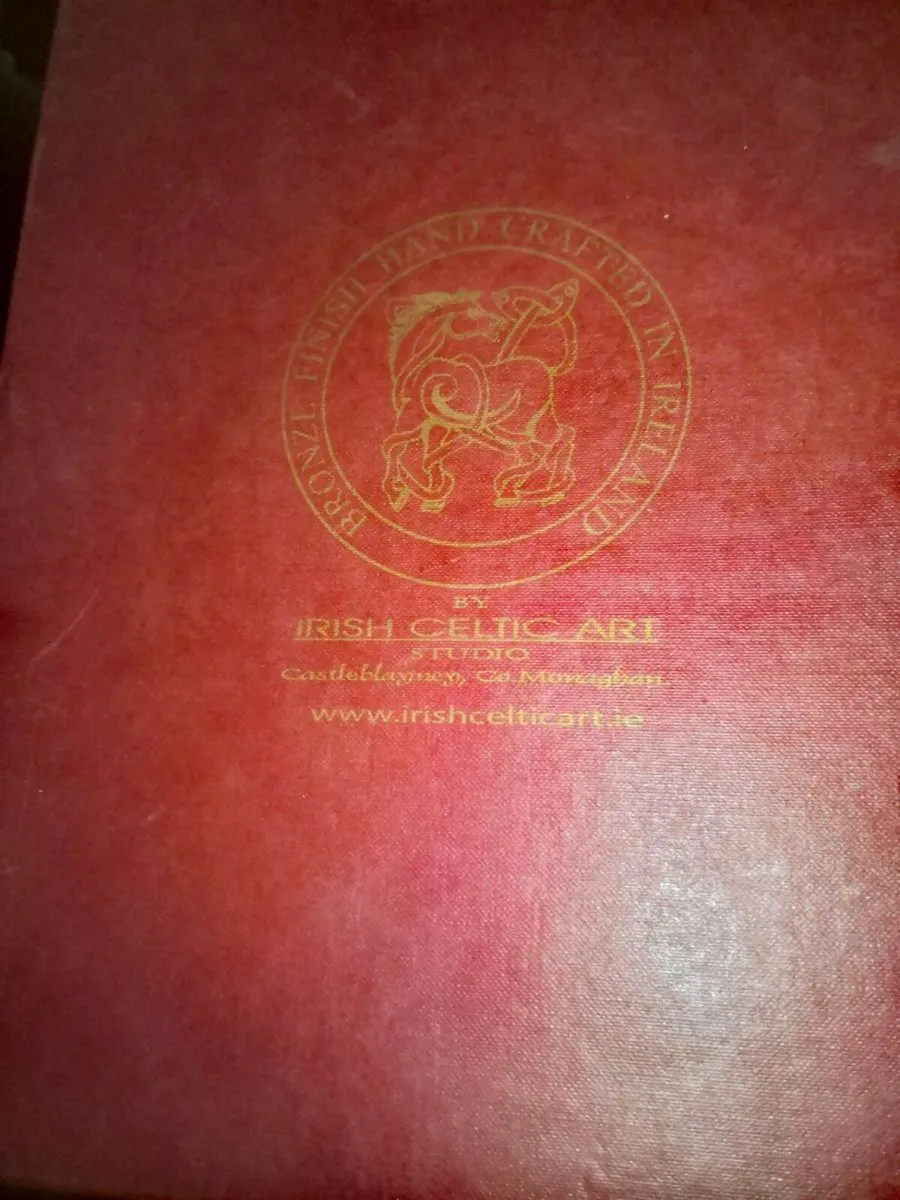 BRONZE FINISH HAND CRAFTED IN IRELAND
BY
IRISH CELTIC ART
STUDIO
Castleblayney, Co.Monaghan.
www.irishcelticart.ie